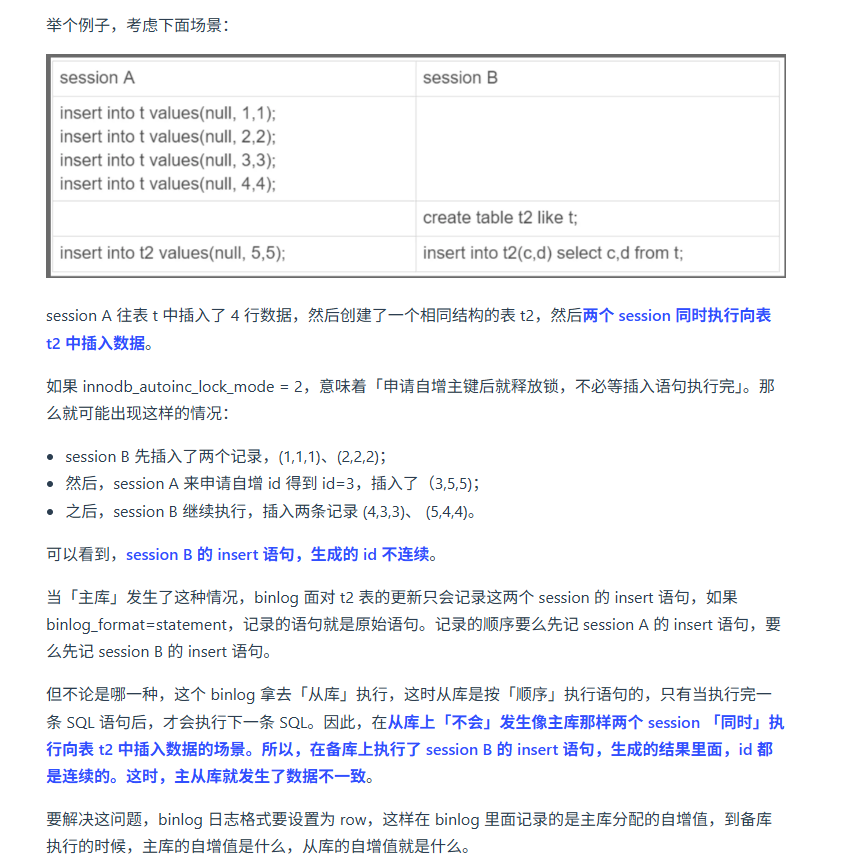 举个例子，考虑下面场景：
session A session B
insert into t values(null, 1,1);
insert into t values(null, 2,2);
insert into t values(null, 3,3);
insert into t values(null, 4,4);
create table t2 like t;
insert into t2 values(null, 5,5); insert into t2(c,d) select c,d from t;
session A 往表 t 中插入了 4 行数据，然后创建了一个相同结构的表 t2，然后两个 session 同时执行向表
t2 中插入数据。
如果 innodb_autoinc_lock_mode = 2，意味着「申请自增主键后就释放锁，不必等插入语句执行完」。那
么就可能出现这样的情况：
• session B 先插入了两个记录，(1,1,1)、(2,2,2)；
• 然后，session A 来申请自增 id 得到 id=3，插入了（3,5,5)；
• 之后，session B 继续执行，插入两条记录 (4,3,3)、 (5,4,4)。
可以看到，session B 的 insert 语句，生成的 id 不连续。
当「主库」发生了这种情况，binlog 面对 t2 表的更新只会记录这两个 session 的 insert 语句，如果
binlog_format=statement，记录的语句就是原始语句。记录的顺序要么先记 session A 的 insert 语句，要
么先记 session B 的 insert 语句。
但不论是哪一种，这个 binlog 拿去「从库」执行，这时从库是按「顺序」执行语句的，只有当执行完一
条 SQL 语句后，才会执行下一条 SQL。因此，在从库上「不会」发生像主库那样两个 session 「同时」执
行向表 t2 中插入数据的场景。所以，在备库上执行了 session B 的 insert 语句，生成的结果里面，id 都
是连续的。这时，主从库就发生了数据不一致。
要解决这问题，binlog 日志格式要设置为 row，这样在 binlog 里面记录的是主库分配的自增值，到备库
执行的时候，主库的自增值是什么，从库的自增值就是什么。